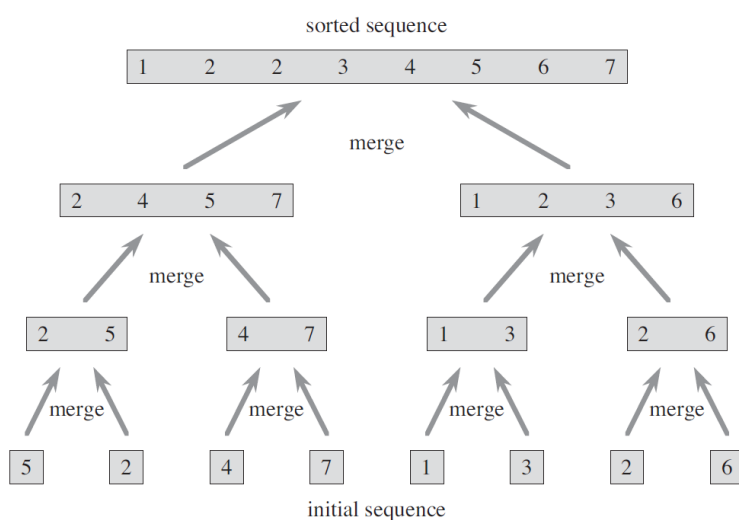 sorted sequence
1 2 2 3 4 5 6 7
merge
2 4 5 7 1 2 3 6
merge merge
2 5 4 7 1 3 2 6
merge merge merge merge
5 2 4 7 1 3 2 6
initial sequence